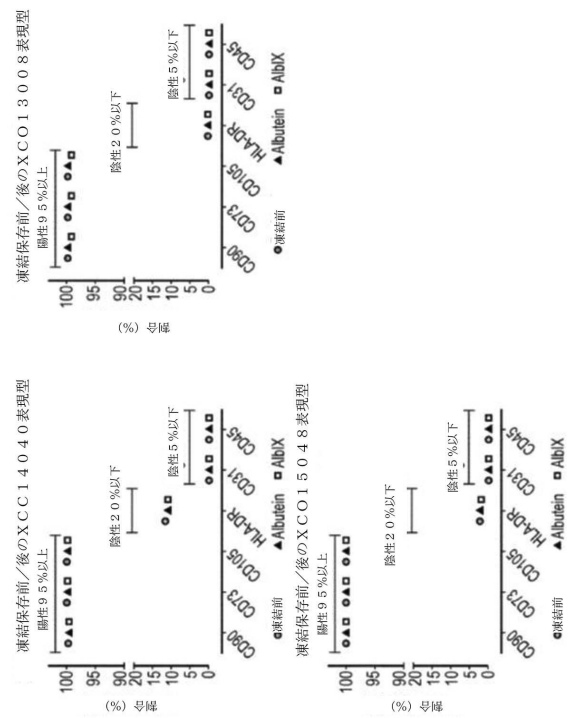 凍結保存前/後のXCC14040表現型
陽性95%以上
陰性20%以下
陰性5%以下
割合 (%)
100
95
90
20
15
10
5
0
CD90
CD73
CD105
HLA-DR
CD31
CD45
凍結前
Albutein
AlbIX
凍結保存前/後のXCO13008表現型
陽性95%以上
陰性20%以下
陰性5%以下
割合 (%)
100
95
90
20
15
10
5
0
CD90
CD73
CD105
HLA-DR
CD31
CD45
凍結前
Albutein
AlbIX
凍結保存前/後のXCO15048表現型
陽性95%以上
陰性20%以下
陰性5%以下
割合 (%)
100
95
90
20
15
10
5
0
CD90
CD73
CD105
HLA-DR
CD31
CD45
凍結前
Albutein
AlbIX